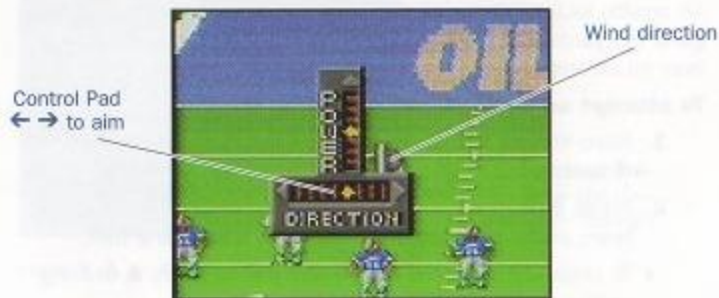 Wind direction
OIL
Control Pad
← → to aim
POWER
DIRECTION